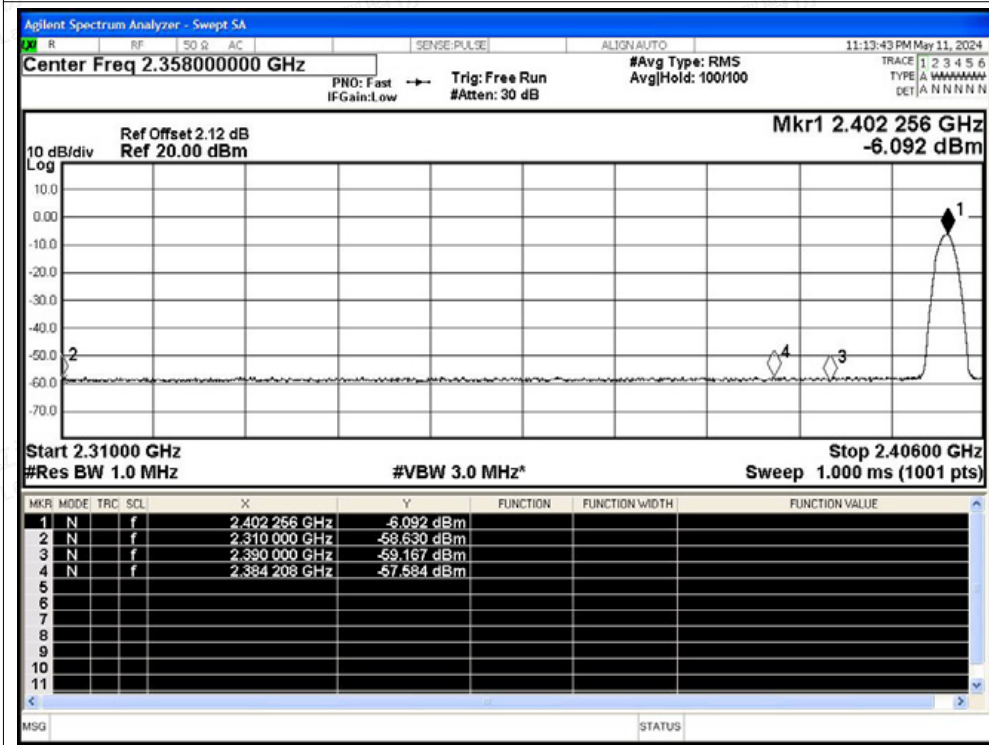 Agilent Spectrum Analyzer - Swept SA
LXI R RF 50 Ω AC SENSE:PULSE ALIGN AUTO 11:13:43 PM May 11, 2024
Center Freq 2.358000000 GHz #Avg Type: RMS TRACE 1 2 3 4 5 6
PNO: Fast Trig: Free Run Avg|Hold: 100/100 TYPE A WWWWW
IFGain:Low #Atten: 30 dB DET A N N N N N
Mkr1 2.402 256 GHz
Ref Offset 2.12 dB
10 dB/div Ref 20.00 dBm -6.092 dBm
Log
10.0
0.00
-10.0
-20.0
-30.0
-40.0
-50.0
-60.0
-70.0
1
2
4
3
Start 2.31000 GHz Stop 2.40600 GHz
#Res BW 1.0 MHz #VBW 3.0 MHz* Sweep 1.000 ms (1001 pts)
MKR MODE TRC SCL X Y FUNCTION FUNCTION WIDTH FUNCTION VALUE
1 N f 2.402 256 GHz -6.092 dBm
2 N f 2.310 000 GHz -58.630 dBm
3 N f 2.390 000 GHz -59.167 dBm
4 N f 2.384 208 GHz -57.584 dBm
5
6
7
8
9
10
11
MSG STATUS